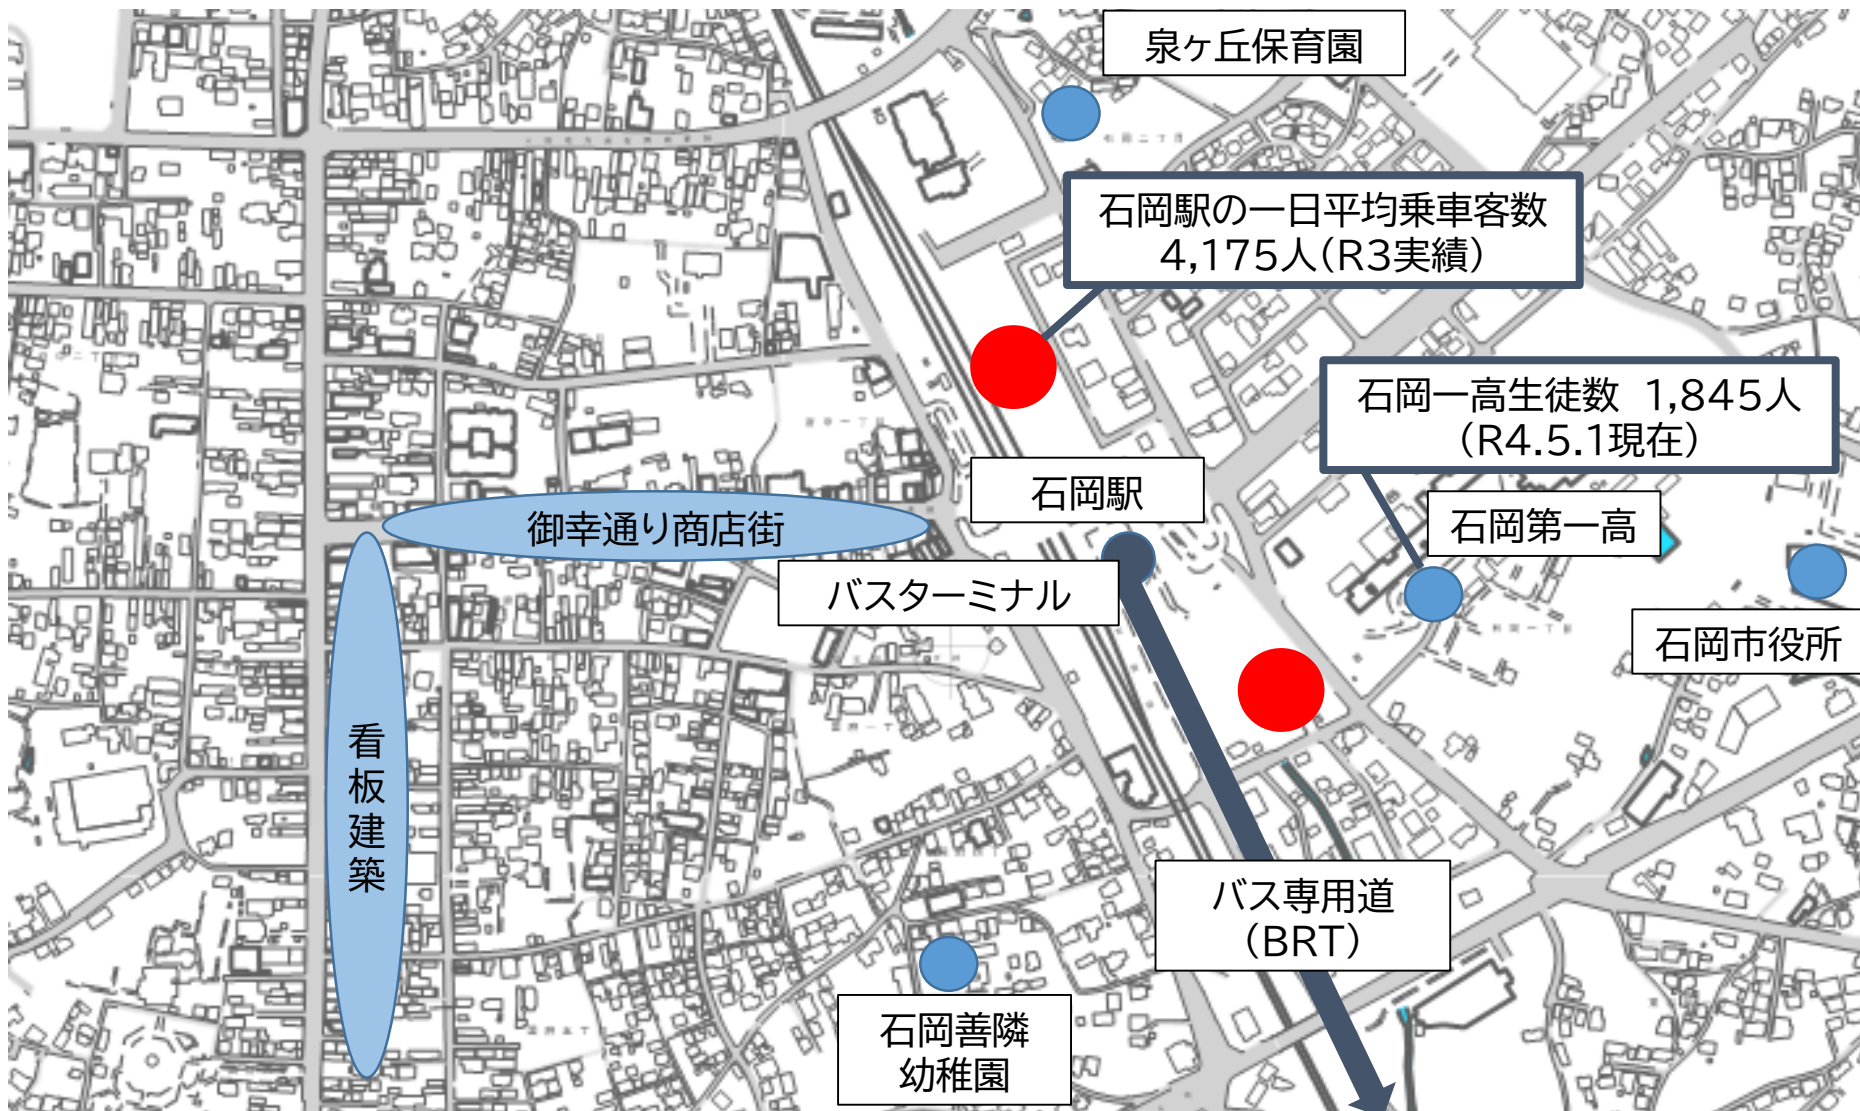 泉ヶ丘保育園
石岡駅の一日平均乗車客数
4,175人(R3実績)
石岡一高生徒数 1,845人
(R4.5.1現在)
石岡駅
石岡第一高
御幸通り商店街
バスターミナル
石岡市役所
看板建築
バス専用道
(BRT)
石岡善隣
幼稚園